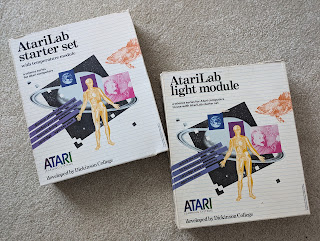 AtariLab
starter set
with temperature module
ATARI
developed by Dickinson College
AtariLab
light module
ATARI
developed by Dickinson College